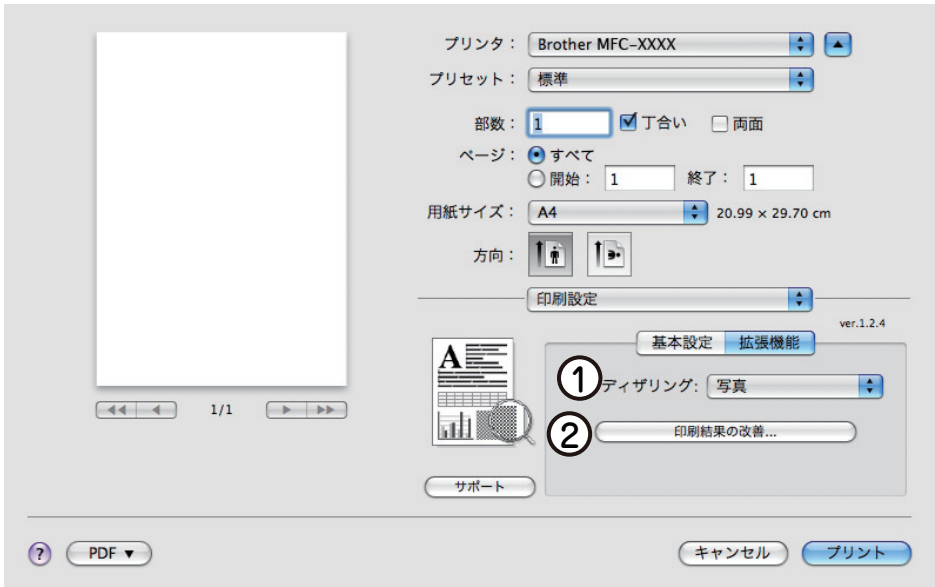 プリンタ： Brother MFC-XXXX
プリセット： 標準
部数： 1 丁合い 両面
ページ： すべて
開始： 1 終了： 1
用紙サイズ： A4 20.99 × 29.70 cm
方向：
印刷設定
ver.1.2.4
基本設定 拡張機能
A
① ディザリング: 写真
② 印刷結果の改善...
1/1
サポート
? PDF ▼ キャンセル プリント